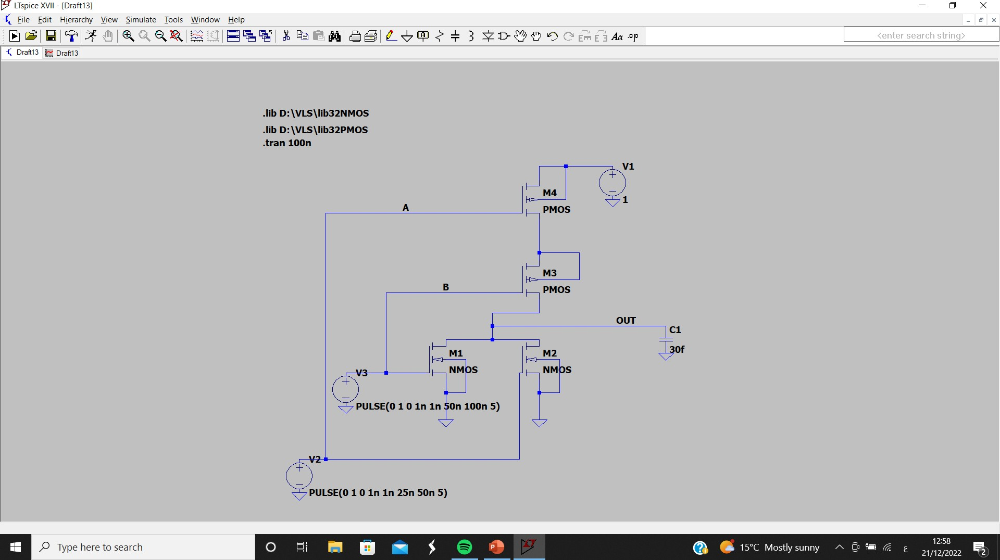 LTspice XVII - [Draft13]
File Edit Hierarchy View Simulate Tools Window Help
A Aa .op <enter search string>
Draft13 Draft13
.lib D:\VLS\lib32NMOS
.lib D:\VLS\lib32PMOS
.tran 100n
V1
M4
1
A
PMOS
M3
B
PMOS
OUT
C1
30f
M1
M2
NMOS
NMOS
V3
PULSE(0 1 0 1n 1n 50n 100n 5)
V2
PULSE(0 1 0 1n 1n 25n 50n 5)
Type here to search
15°C Mostly sunny
ع
12:58
21/12/2022
2